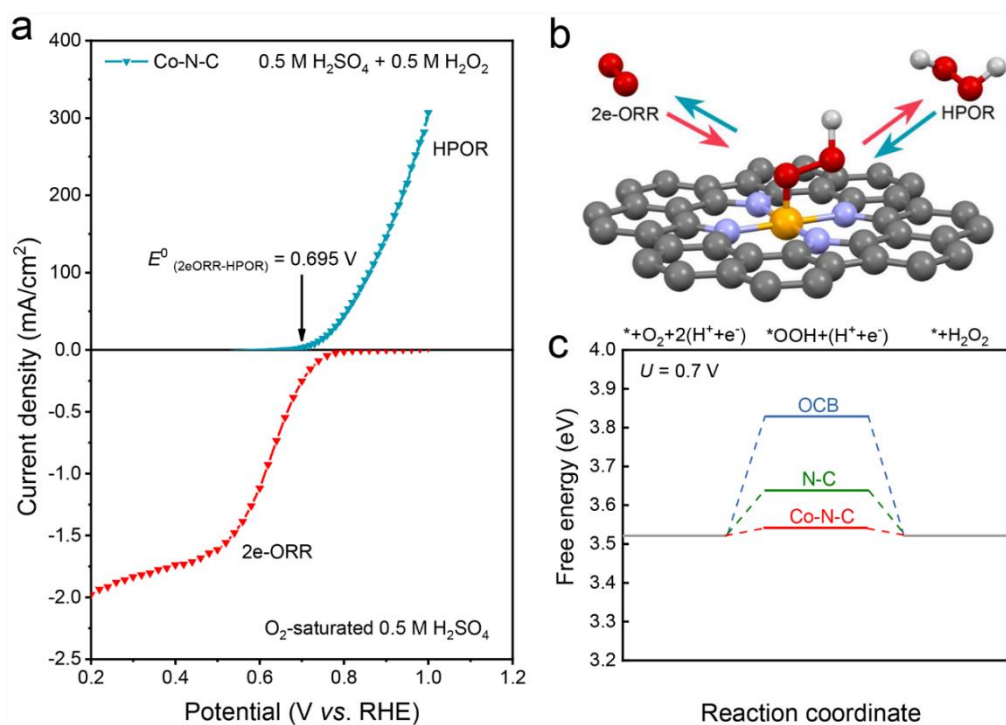 a
Co-N-C
0.5 M H₂SO₄ + 0.5 M H₂O₂
HPOR
E⁰ (2eORR-HPOR) = 0.695 V
2e-ORR
O₂-saturated 0.5 M H₂SO₄
Current density (mA/cm²)
400
300
200
100
0.0
-0.5
-1.0
-1.5
-2.0
-2.5
0.2
0.4
0.6
0.8
1.0
1.2
Potential (V vs. RHE)
b
2e-ORR
HPOR
c
*+O₂+2(H⁺+e⁻)
*OOH+(H⁺+e⁻)
*+H₂O₂
U = 0.7 V
OCB
N-C
Co-N-C
Free energy (eV)
4.0
3.9
3.8
3.7
3.6
3.5
3.4
3.3
3.2
Reaction coordinate